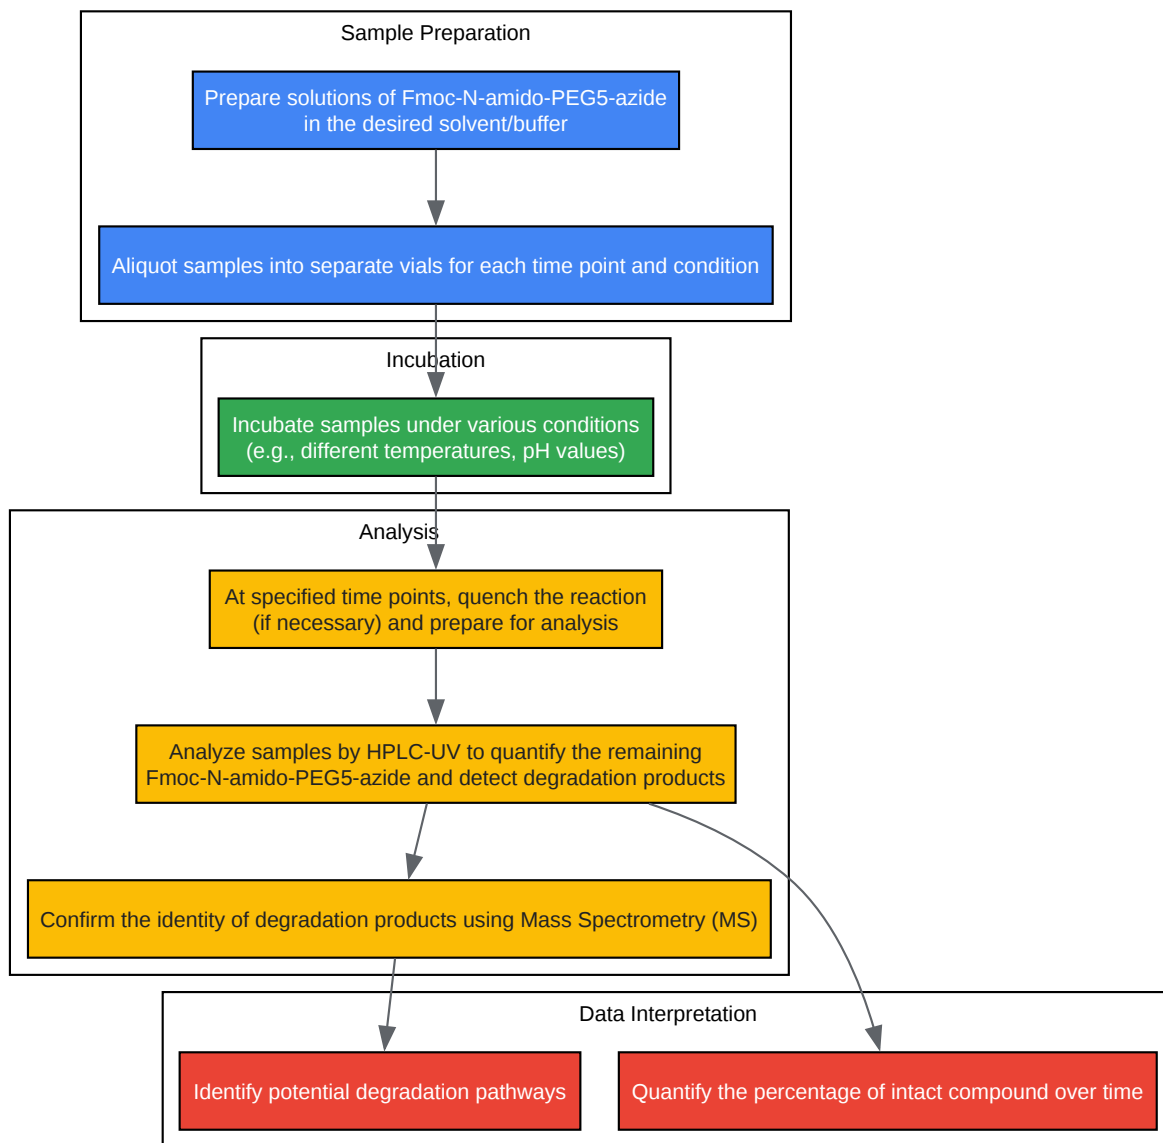 Sample Preparation
Prepare solutions of Fmoc-N-amido-PEG5-azide
in the desired solvent/buffer
Aliquot samples into separate vials for each time point and condition
Incubation
Incubate samples under various conditions
(e.g., different temperatures, pH values)
Analysis
At specified time points, quench the reaction
(if necessary) and prepare for analysis
Analyze samples by HPLC-UV to quantify the remaining
Fmoc-N-amido-PEG5-azide and detect degradation products
Confirm the identity of degradation products using Mass Spectrometry (MS)
Data Interpretation
Identify potential degradation pathways
Quantify the percentage of intact compound over time